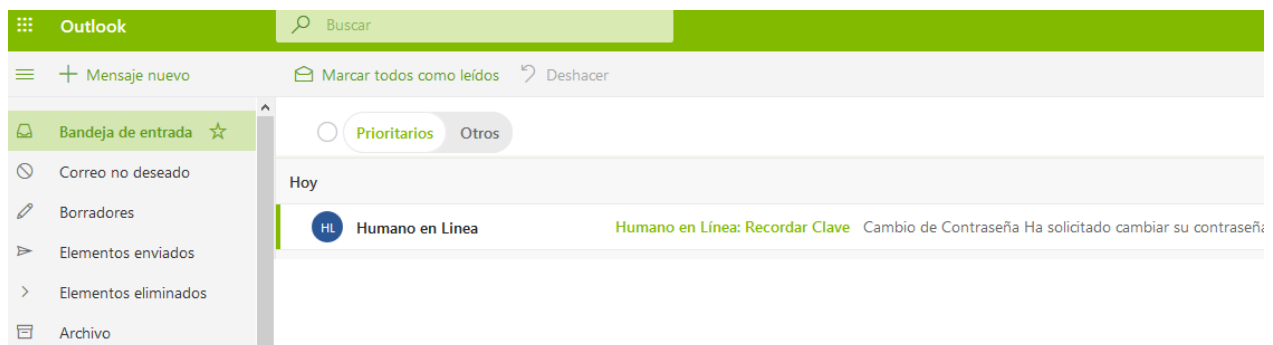 Outlook
Buscar
Mensaje nuevo
Marcar todos como leídos
Deshacer
Bandeja de entrada
Prioritarios
Otros
Correo no deseado
Hoy
Borradores
HL
Humano en Linea
Humano en Línea: Recordar Clave Cambio de Contraseña Ha solicitado cambiar su contraseña
Elementos enviados
Elementos eliminados
Archivo